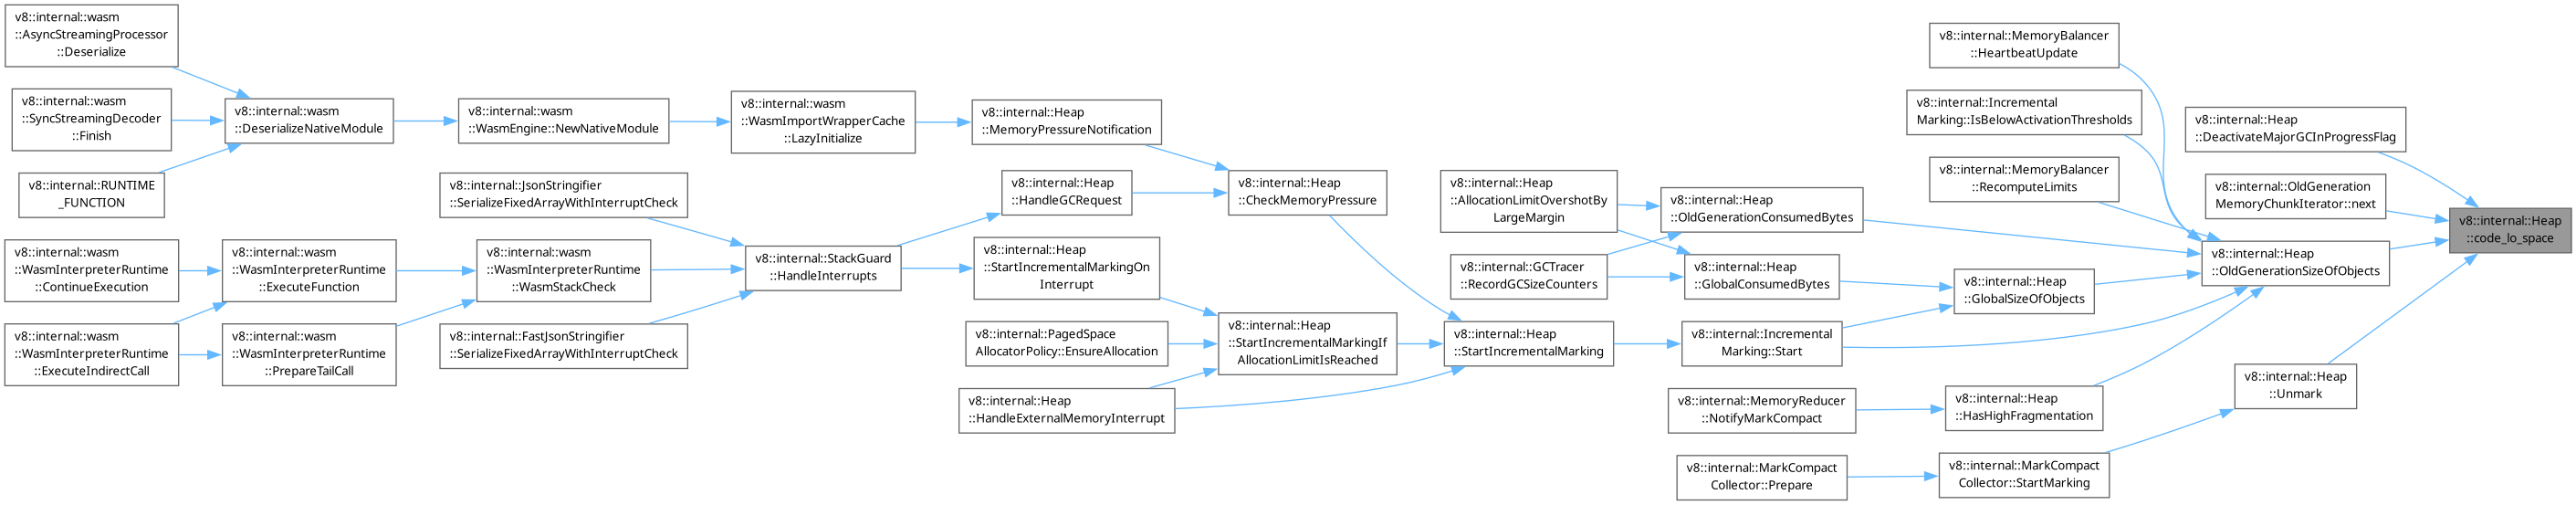 v8::internal::wasm
::AsyncStreamingProcessor
::Deserialize
v8::internal::wasm
::SyncStreamingDecoder
::Finish
v8::internal::RUNTIME
_FUNCTION
v8::internal::wasm
::WasmInterpreterRuntime
::ContinueExecution
v8::internal::wasm
::WasmInterpreterRuntime
::ExecuteIndirectCall
v8::internal::wasm
::DeserializeNativeModule
v8::internal::wasm
::WasmInterpreterRuntime
::ExecuteFunction
v8::internal::wasm
::WasmInterpreterRuntime
::PrepareTailCall
v8::internal::wasm
::WasmEngine::NewNativeModule
v8::internal::JsonStringifier
::SerializeFixedArrayWithInterruptCheck
v8::internal::wasm
::WasmInterpreterRuntime
::WasmStackCheck
v8::internal::FastJsonStringifier
::SerializeFixedArrayWithInterruptCheck
v8::internal::wasm
::WasmImportWrapperCache
::LazyInitialize
v8::internal::StackGuard
::HandleInterrupts
v8::internal::Heap
::MemoryPressureNotification
v8::internal::Heap
::HandleGCRequest
v8::internal::Heap
::StartIncrementalMarkingOn
Interrupt
v8::internal::PagedSpace
AllocatorPolicy::EnsureAllocation
v8::internal::Heap
::HandleExternalMemoryInterrupt
v8::internal::Heap
::CheckMemoryPressure
v8::internal::Heap
::StartIncrementalMarkingIf
AllocationLimitIsReached
v8::internal::Heap
::AllocationLimitOvershotBy
LargeMargin
v8::internal::GCTracer
::RecordGCSizeCounters
v8::internal::Heap
::StartIncrementalMarking
v8::internal::Heap
::OldGenerationConsumedBytes
v8::internal::Heap
::GlobalConsumedBytes
v8::internal::Incremental
Marking::Start
v8::internal::MemoryReducer
::NotifyMarkCompact
v8::internal::MarkCompact
Collector::Prepare
v8::internal::MemoryBalancer
::HeartbeatUpdate
v8::internal::Incremental
Marking::IsBelowActivationThresholds
v8::internal::MemoryBalancer
::RecomputeLimits
v8::internal::Heap
::GlobalSizeOfObjects
v8::internal::Heap
::HasHighFragmentation
v8::internal::MarkCompact
Collector::StartMarking
v8::internal::Heap
::DeactivateMajorGCInProgressFlag
v8::internal::OldGeneration
MemoryChunkIterator::next
v8::internal::Heap
::OldGenerationSizeOfObjects
v8::internal::Heap
::Unmark
v8::internal::Heap
::code_lo_space